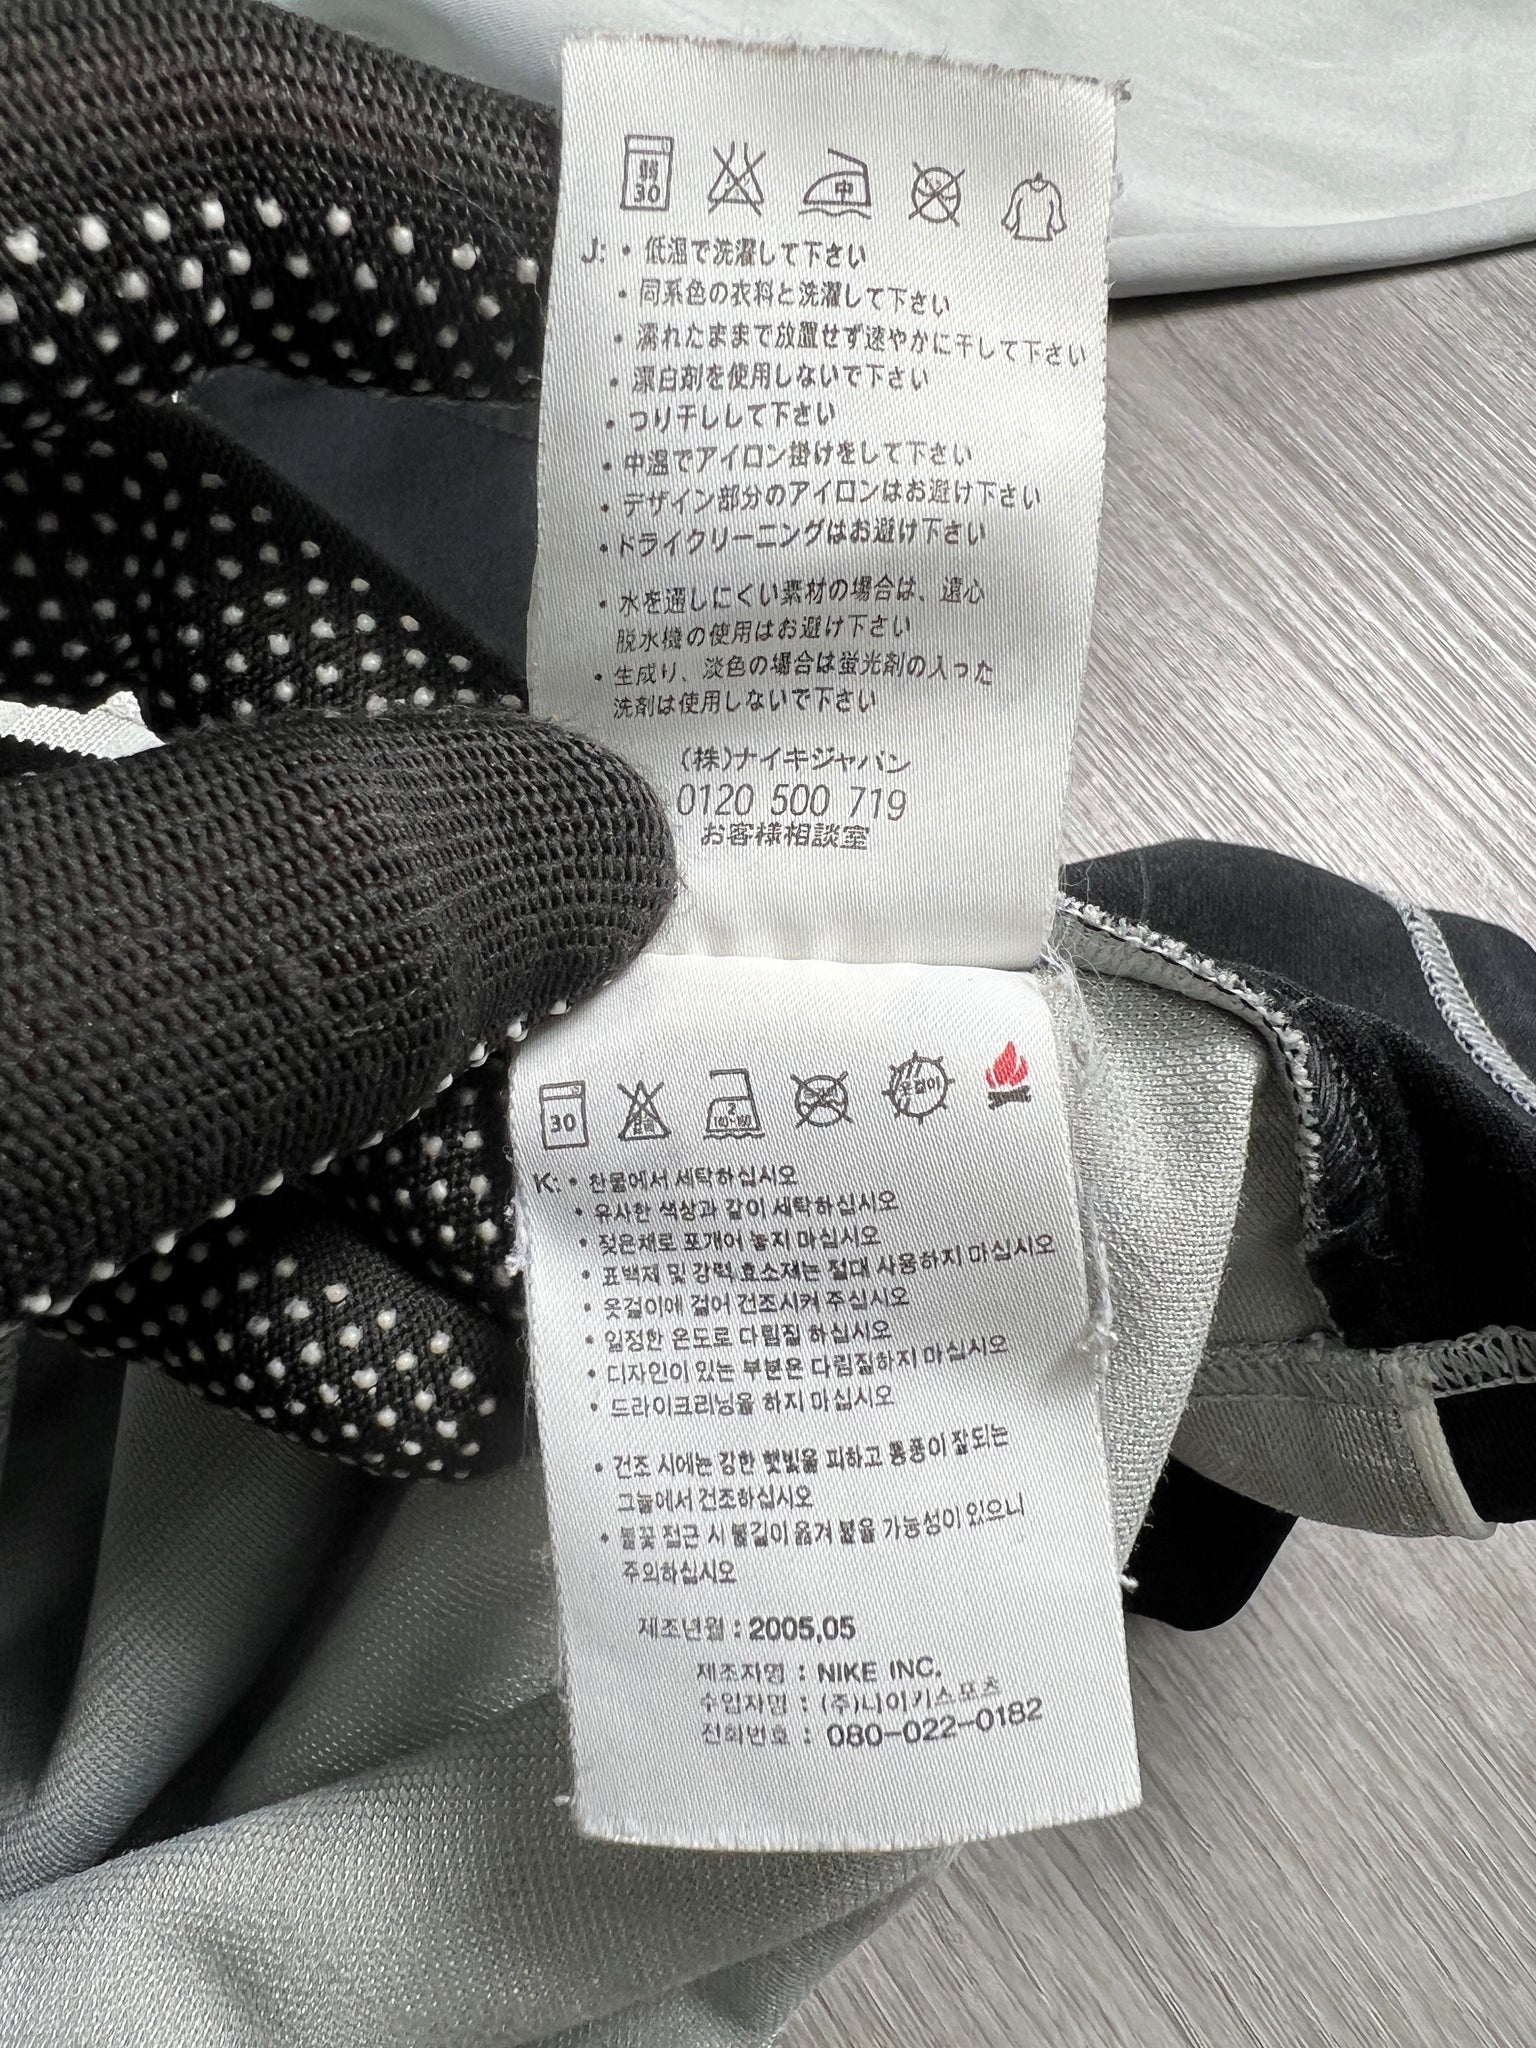 弱
30
中
J: • 低温で洗濯して下さい
• 同系色の衣料と洗濯して下さい
• 濡れたままで放置せず速やかに干して下さい
• 漂白剤を使用しないで下さい
• つり干しして下さい
• 中温でアイロン掛けをして下さい
• デザイン部分のアイロンはお避け下さい
• ドライクリーニングはお避け下さい
• 水を通しにくい素材の場合は、遠心
脱水機の使用はお避け下さい
• 生成り、淡色の場合は蛍光剤の入った
洗剤は使用しないで下さい
(株)ナイキジャパン
0120 500 719
お客様相談室
30
2
옷걸이
K: • 찬물에서 세탁하십시오
• 유사한 색상과 같이 세탁하십시오
• 젖은채로 포개어 놓지 마십시오
• 표백제 및 강력 효소제는 절대 사용하지 마십시오
• 옷걸이에 걸어 건조시켜 주십시오
• 일정한 온도로 다림질 하십시오
• 디자인이 있는 부분은 다림질하지 마십시오
• 드라이크리닝을 하지 마십시오
• 건조 시에는 강한 햇빛을 피하고 통풍이 잘되는
그늘에서 건조하십시오
• 불꽃 접근 시 불길이 옮겨 붙을 가능성이 있으니
주의하십시오
제조년월 : 2005,05
제조자명 : NIKE INC.
수입자명 : (주)나이키스포츠
전화번호 : 080-022-0182